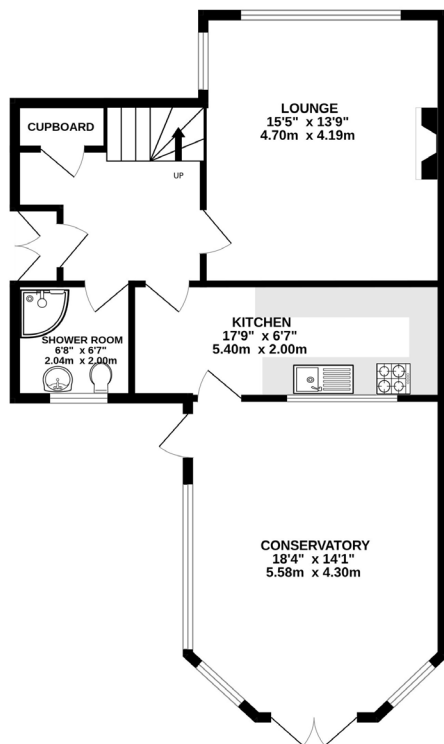 LOUNGE
15'5" x 13'9"
4.70m x 4.19m
CUPBOARD
UP
KITCHEN
17'9" x 6'7"
5.40m x 2.00m
SHOWER ROOM
6'8" x 6'7"
2.04m x 2.00m
CONSERVATORY
18'4" x 14'1"
5.58m x 4.30m